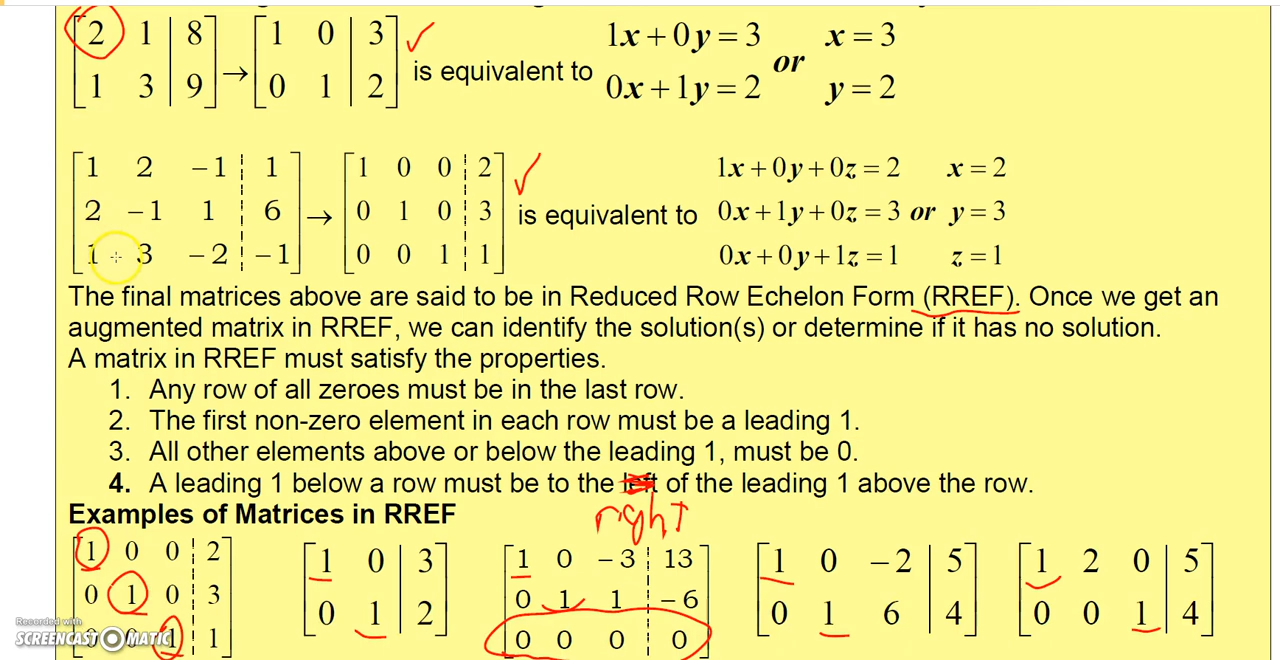 [2 1 | 8] → [1 0 | 3] 1x + 0y = 3 x = 3
is equivalent to or
[1 3 | 9] [0 1 | 2] 0x + 1y = 2 y = 2
[1 2 −1 | 1] [1 0 0 | 2] 1x + 0y + 0z = 2 x = 2
[2 −1 1 | 6] → [0 1 0 | 3] is equivalent to 0x + 1y + 0z = 3 or y = 3
[1 3 −2 | −1] [0 0 1 | 1] 0x + 0y + 1z = 1 z = 1
The final matrices above are said to be in Reduced Row Echelon Form (RREF). Once we get an
augmented matrix in RREF, we can identify the solution(s) or determine if it has no solution.
A matrix in RREF must satisfy the properties.
1. Any row of all zeroes must be in the last row.
2. The first non-zero element in each row must be a leading 1.
3. All other elements above or below the leading 1, must be 0.
4. A leading 1 below a row must be to the left of the leading 1 above the row.
right
Examples of Matrices in RREF
[1 0 0 | 2] [1 0 | 3] [1 0 −3 | 13] [1 0 −2 | 5] [1 2 0 | 5]
[0 1 0 | 3] [0 1 | 2] [0 1 1 | −6] [0 1 6 | 4] [0 0 1 | 4]
[0 0 1 | 1] [0 0 0 | 0]
Recorded with
SCREENCAST MATIC